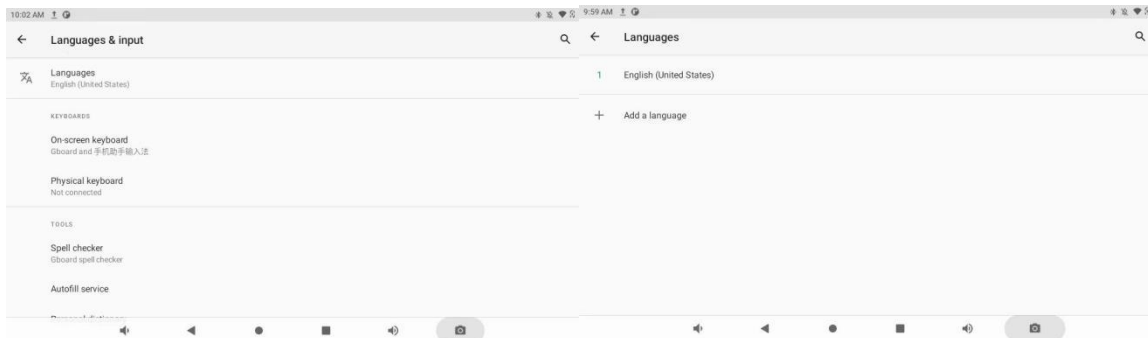 10:02 AM
Languages & input
Languages
English (United States)
KEYBOARDS
On-screen keyboard
Gboard and 手机助手输入法
Physical keyboard
Not connected
TOOLS
Spell checker
Gboard spell checker
Autofill service
9:59 AM
Languages
1 English (United States)
Add a language